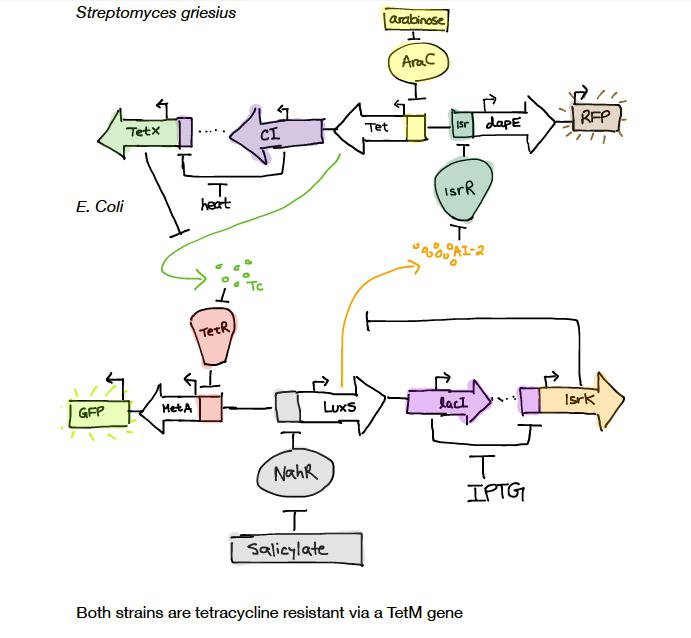 Streptomyces griesius
arabinose
AraC
TetX
CI
Tet
isr
dapE
RFP
heat
isrR
E. Coli
AI-2
Tc
TetR
GFP
MetA
LuxS
lacI
IsrK
NahR
IPTG
Salicylate
Both strains are tetracycline resistant via a TetM gene